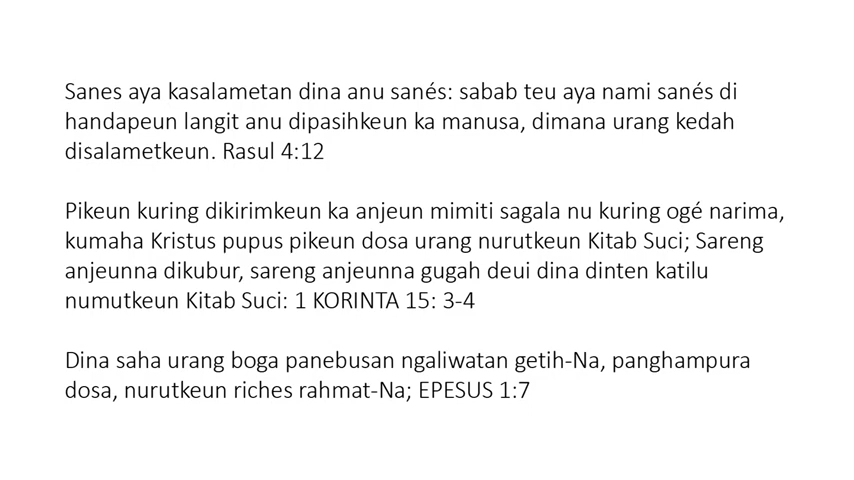 Sanes aya kasalametan dina anu sanés: sabab teu aya nami sanés di
handapeun langit anu dipasihkeun ka manusa, dimana urang kedah
disalametkeun. Rasul 4:12
Pikeun kuring dikirimkeun ka anjeun mimiti sagala nu kuring ogé narima,
kumaha Kristus pupus pikeun dosa urang nurutkeun Kitab Suci; Sareng
anjeunna dikubur, sareng anjeunna gugah deui dina dinten katilu
numutkeun Kitab Suci: 1 KORINTA 15: 3-4
Dina saha urang boga panebusan ngaliwatan getih-Na, panghampura
dosa, nurutkeun riches rahmat-Na; EPESUS 1:7